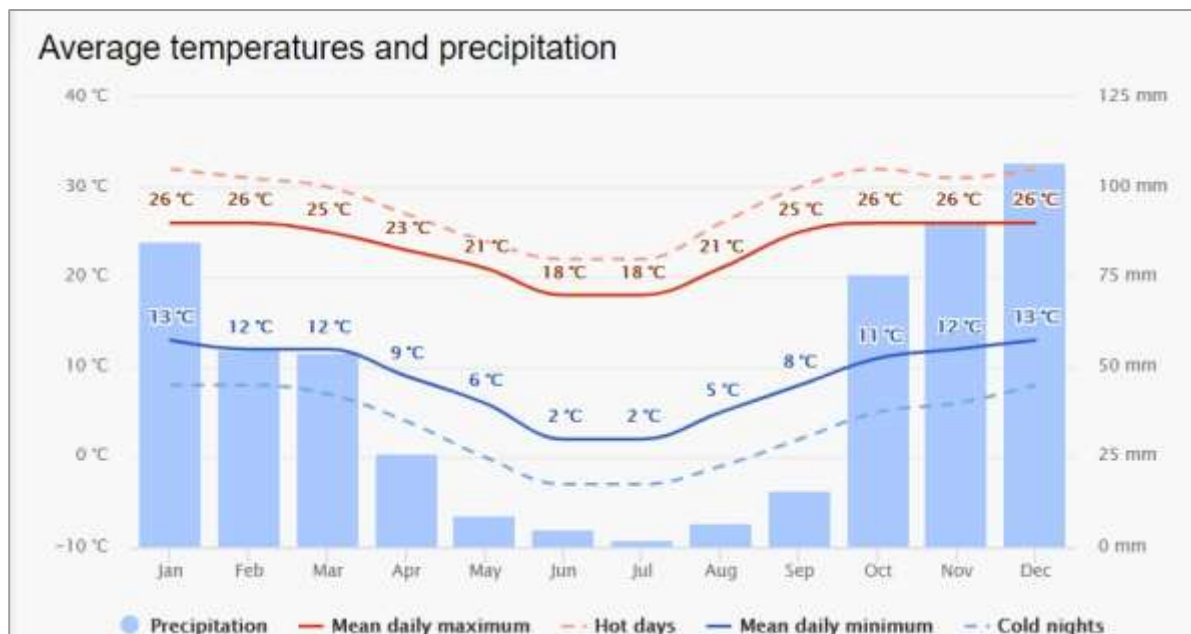 Average temperatures and precipitation
40 °C
125 mm
30 °C
100 mm
26 °C 26 °C 25 °C 23 °C 21 °C 18 °C 18 °C 21 °C 25 °C 26 °C 26 °C 26 °C
20 °C
75 mm
13 °C 12 °C 12 °C 9 °C 6 °C 2 °C 2 °C 5 °C 8 °C 11 °C 12 °C 13 °C
10 °C
50 mm
0 °C
25 mm
-10 °C
0 mm
Jan Feb Mar Apr May Jun Jul Aug Sep Oct Nov Dec
Precipitation Mean daily maximum Hot days Mean daily minimum Cold nights